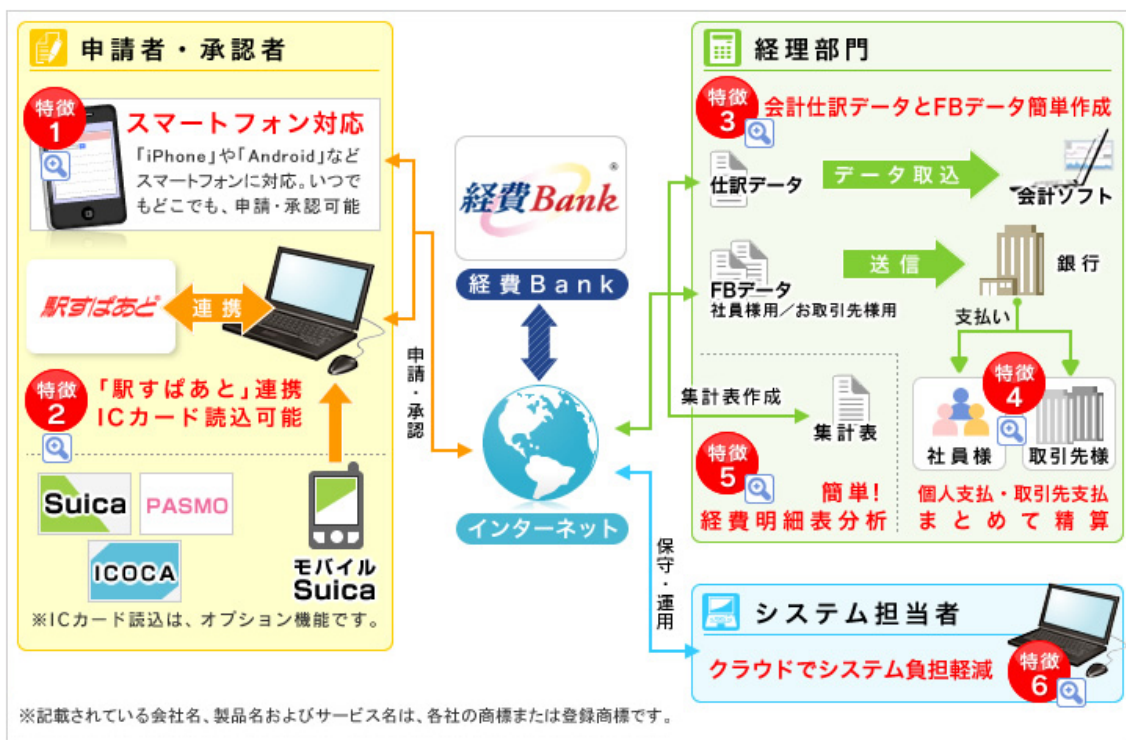 申請者・承認者
特徴
1
スマートフォン対応
「iPhone」や「Android」など
スマートフォンに対応。いつで
もどこでも、申請・承認可能
駅すぱあと
連携
特徴
2
「駅すぱあと」連携
ICカード読込可能
Suica
PASMO
ICOCA
モバイル
Suica
※ICカード読込は、オプション機能です。
申請・承認
経費Bank®
経費Bank
インターネット
経理部門
特徴
3
会計仕訳データとFBデータ簡単作成
仕訳データ
データ取込
会計ソフト
FBデータ
社員様用/お取引先様用
送信
銀行
支払い
集計表作成
集計表
特徴
4
社員様
取引先様
個人支払・取引先支払
まとめて精算
特徴
5
簡単!
経費明細表分析
保守・運用
システム担当者
クラウドでシステム負担軽減
特徴
6
※記載されている会社名、製品名およびサービス名は、各社の商標または登録商標です。